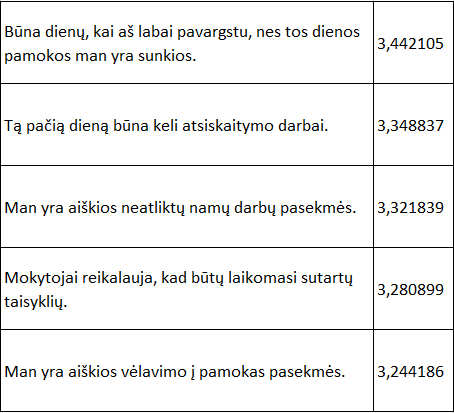 Būna dienų, kai aš labai pavargstu, nes tos dienos
pamokos man yra sunkios.
3,442105
Tą pačią dieną būna keli atsiskaitymo darbai.
3,348837
Man yra aiškios neatliktų namų darbų pasekmės.
3,321839
Mokytojai reikalauja, kad būtų laikomasi sutartų
taisyklių.
3,280899
Man yra aiškios vėlavimo į pamokas pasekmės.
3,244186